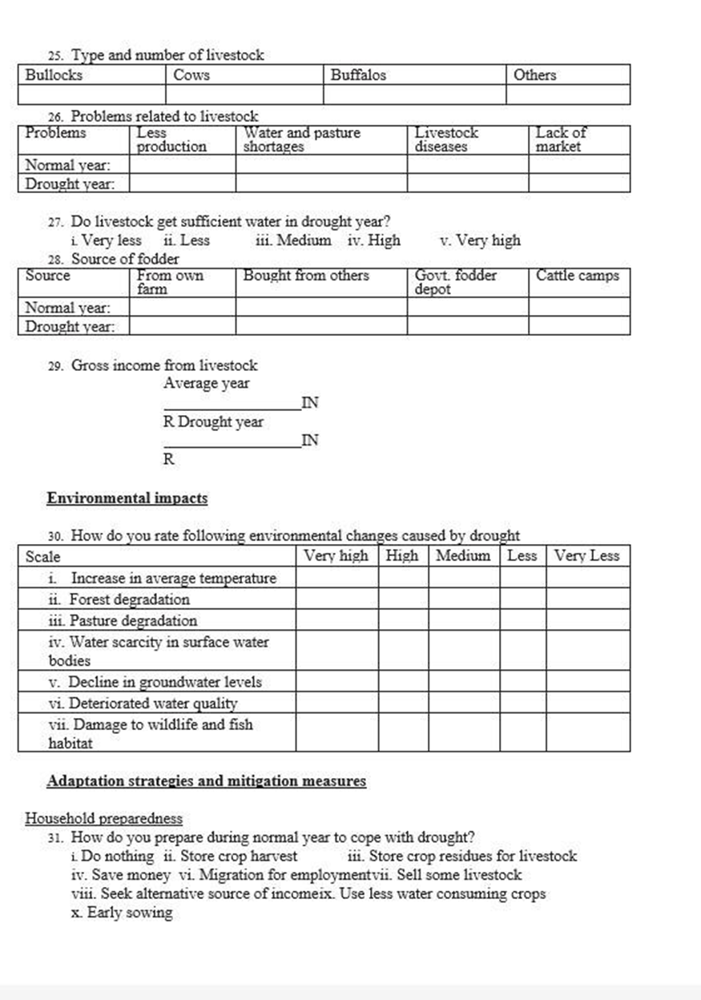 25. Type and number of livestock
Bullocks Cows Buffalos Others
26. Problems related to livestock
Problems Less production Water and pasture shortages Livestock diseases Lack of market
Normal year:
Drought year:
27. Do livestock get sufficient water in drought year?
i. Very less ii. Less iii. Medium iv. High v. Very high
28. Source of fodder
Source From own farm Bought from others Govt. fodder depot Cattle camps
Normal year:
Drought year:
29. Gross income from livestock
Average year
_________________IN
R Drought year
_________________IN
R
Environmental impacts
30. How do you rate following environmental changes caused by drought
Scale Very high High Medium Less Very Less
i. Increase in average temperature
ii. Forest degradation
iii. Pasture degradation
iv. Water scarcity in surface water
bodies
v. Decline in groundwater levels
vi. Deteriorated water quality
vii. Damage to wildlife and fish
habitat
Adaptation strategies and mitigation measures
Household preparedness
31. How do you prepare during normal year to cope with drought?
i. Do nothing ii. Store crop harvest iii. Store crop residues for livestock
iv. Save money vi. Migration for employmentvii. Sell some livestock
viii. Seek alternative source of incomeix. Use less water consuming crops
x. Early sowing